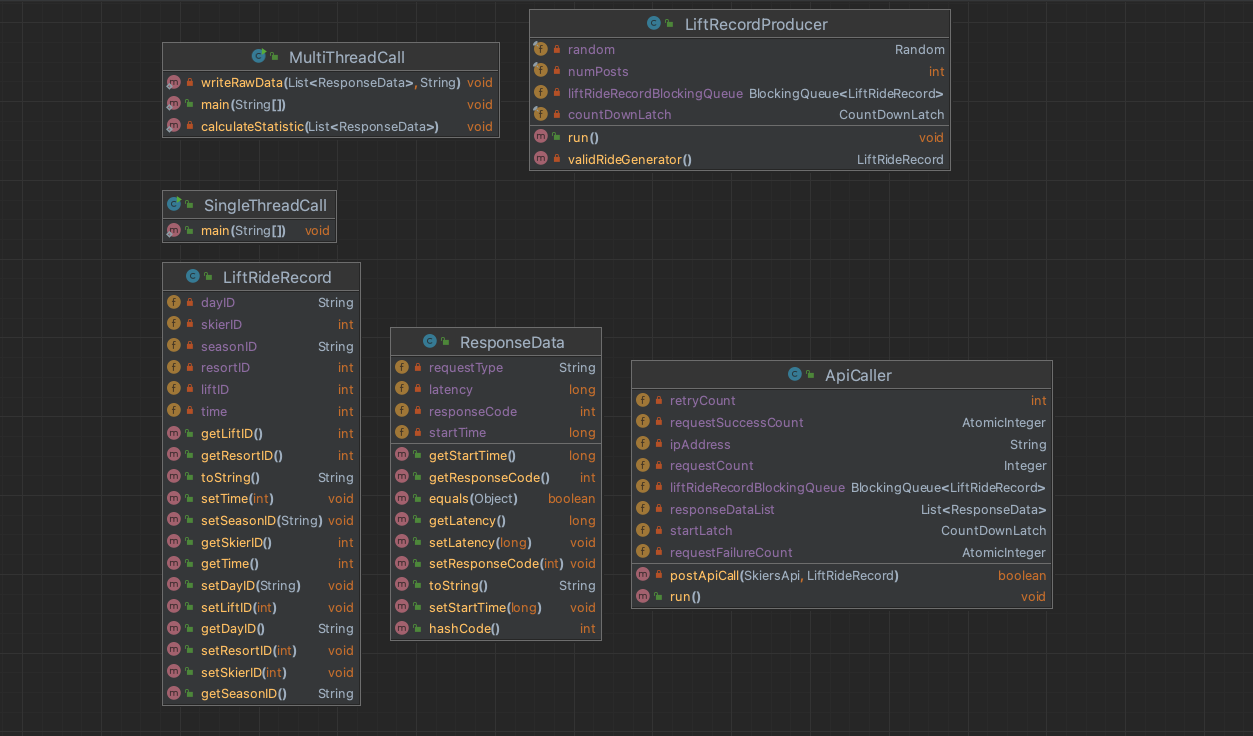 MultiThreadCall
writeRawData(List<ResponseData>, String) void
main(String[]) void
calculateStatistic(List<ResponseData>) void
LiftRecordProducer
random Random
numPosts int
liftRideRecordBlockingQueue BlockingQueue<LiftRideRecord>
countDownLatch CountDownLatch
run() void
validRideGenerator() LiftRideRecord
SingleThreadCall
main(String[]) void
LiftRideRecord
dayID String
skierID int
seasonID String
resortID int
liftID int
time int
getLiftID() int
getResortID() int
toString() String
setTime(int) void
setSeasonID(String) void
getSkierID() int
getTime() int
setDayID(String) void
setLiftID(int) void
getDayID() String
setResortID(int) void
setSkierID(int) void
getSeasonID() String
ResponseData
requestType String
latency long
responseCode int
startTime long
getStartTime() long
getResponseCode() int
equals(Object) boolean
getLatency() long
setLatency(long) void
setResponseCode(int) void
toString() String
setStartTime(long) void
hashCode() int
ApiCaller
retryCount int
requestSuccessCount AtomicInteger
ipAddress String
requestCount Integer
liftRideRecordBlockingQueue BlockingQueue<LiftRideRecord>
responseDataList List<ResponseData>
startLatch CountDownLatch
requestFailureCount AtomicInteger
postApiCall(SkiersApi, LiftRideRecord) boolean
run() void